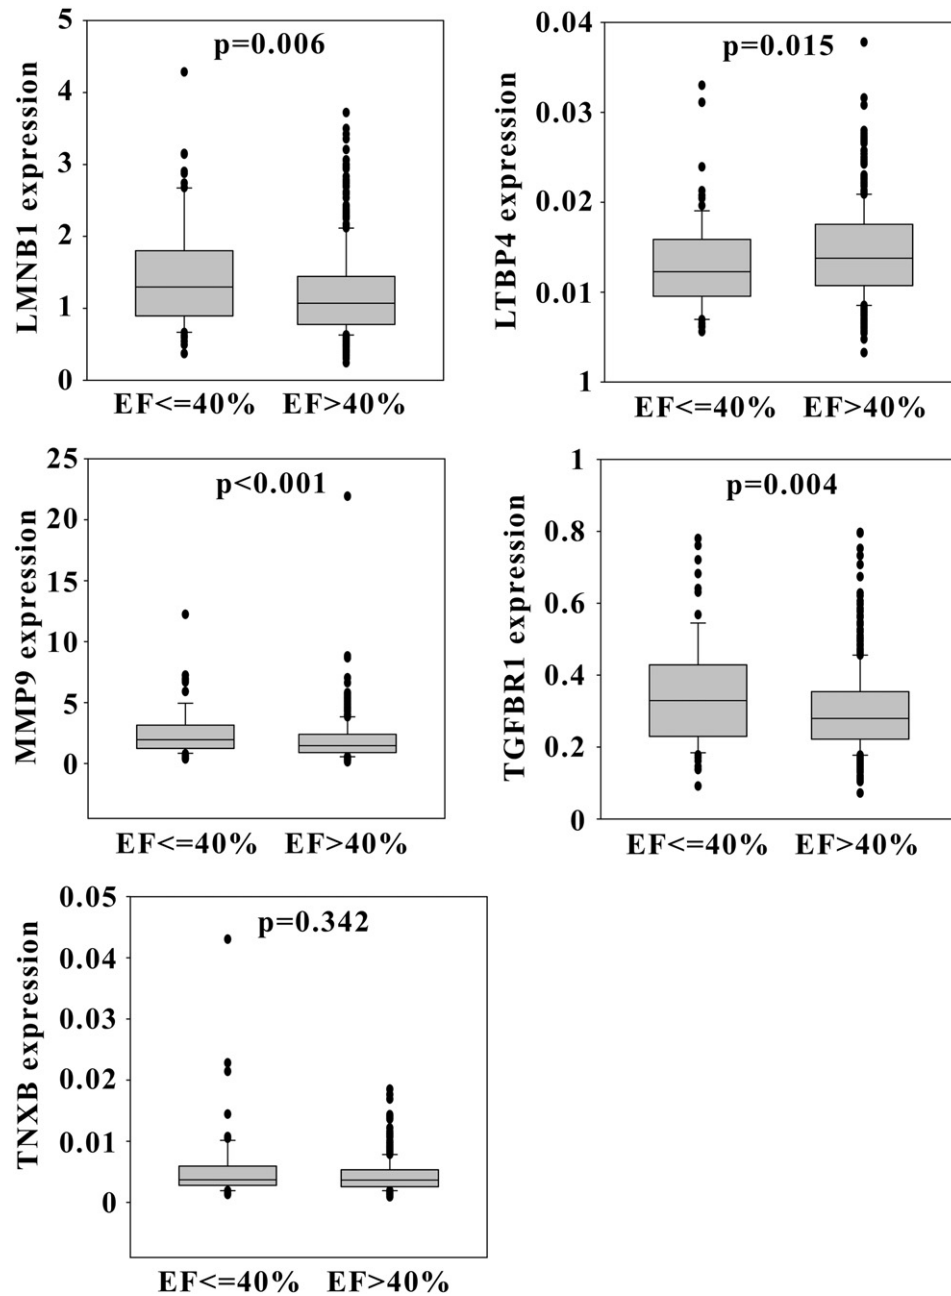 LMNB1 expression
5
4
3
2
1
0
p=0.006
EF<=40% EF>40%
LTBP4 expression
0.04
0.03
0.02
0.01
1
p=0.015
EF<=40% EF>40%
MMP9 expression
25
20
15
10
5
0
p<0.001
EF<=40% EF>40%
TGFBR1 expression
1
0.8
0.6
0.4
0.2
0
p=0.004
EF<=40% EF>40%
TNXB expression
0.05
0.04
0.03
0.02
0.01
0
p=0.342
EF<=40% EF>40%